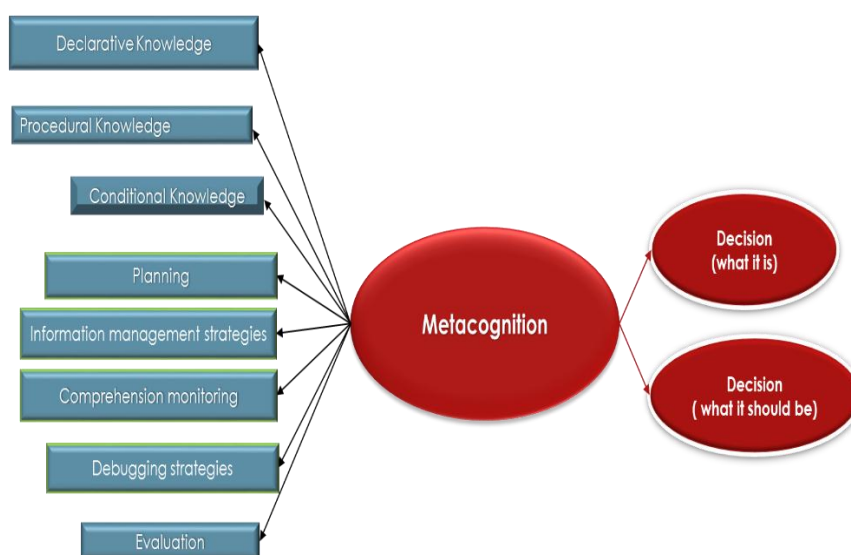 Declarative Knowledge
Procedural Knowledge
Conditional Knowledge
Planning
Information management strategies
Comprehension monitoring
Debugging strategies
Evaluation
Metacognition
Decision
(what it is)
Decision
( what it should be)